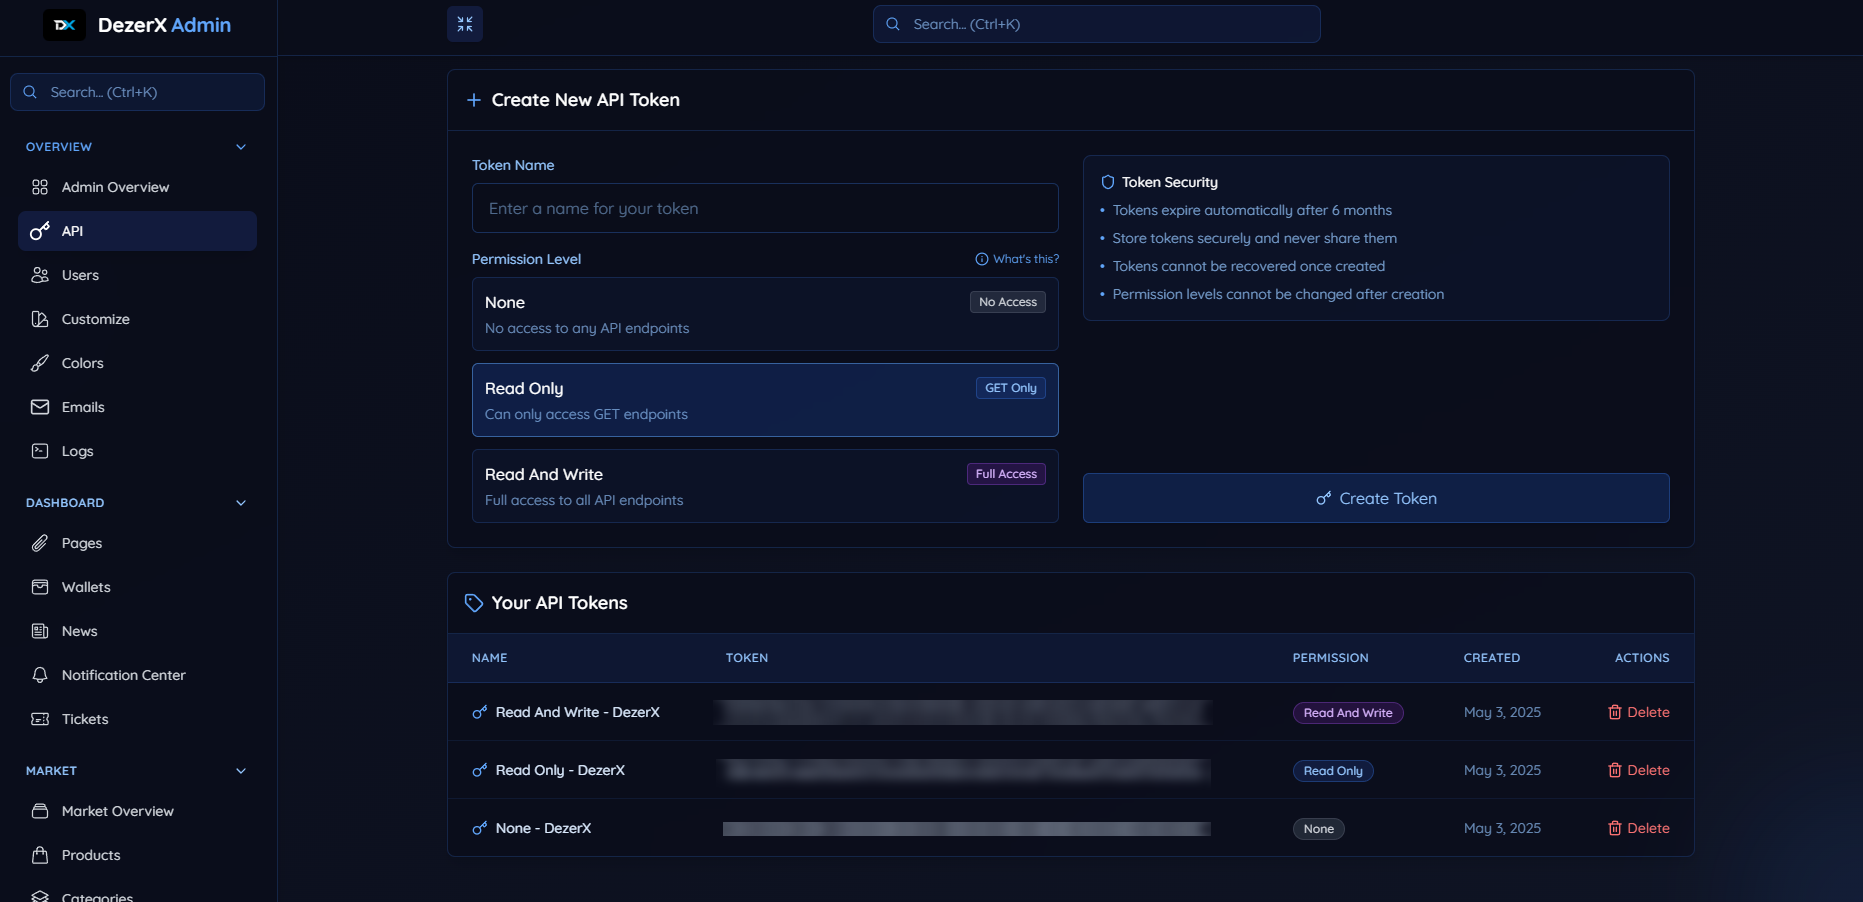 DX
DezerX Admin
Search... (Ctrl+K)
OVERVIEW
Admin Overview
API
Users
Customize
Colors
Emails
Logs
DASHBOARD
Pages
Wallets
News
Notification Center
Tickets
MARKET
Market Overview
Products
Categories
Search... (Ctrl+K)
Create New API Token
Token Name
Enter a name for your token
Permission Level What's this?
None No Access
No access to any API endpoints
Read Only GET Only
Can only access GET endpoints
Read And Write Full Access
Full access to all API endpoints
Token Security
• Tokens expire automatically after 6 months
• Store tokens securely and never share them
• Tokens cannot be recovered once created
• Permission levels cannot be changed after creation
Create Token
Your API Tokens
NAME TOKEN PERMISSION CREATED ACTIONS
Read And Write - DezerX Read And Write May 3, 2025 Delete
Read Only - DezerX Read Only May 3, 2025 Delete
None - DezerX None May 3, 2025 Delete